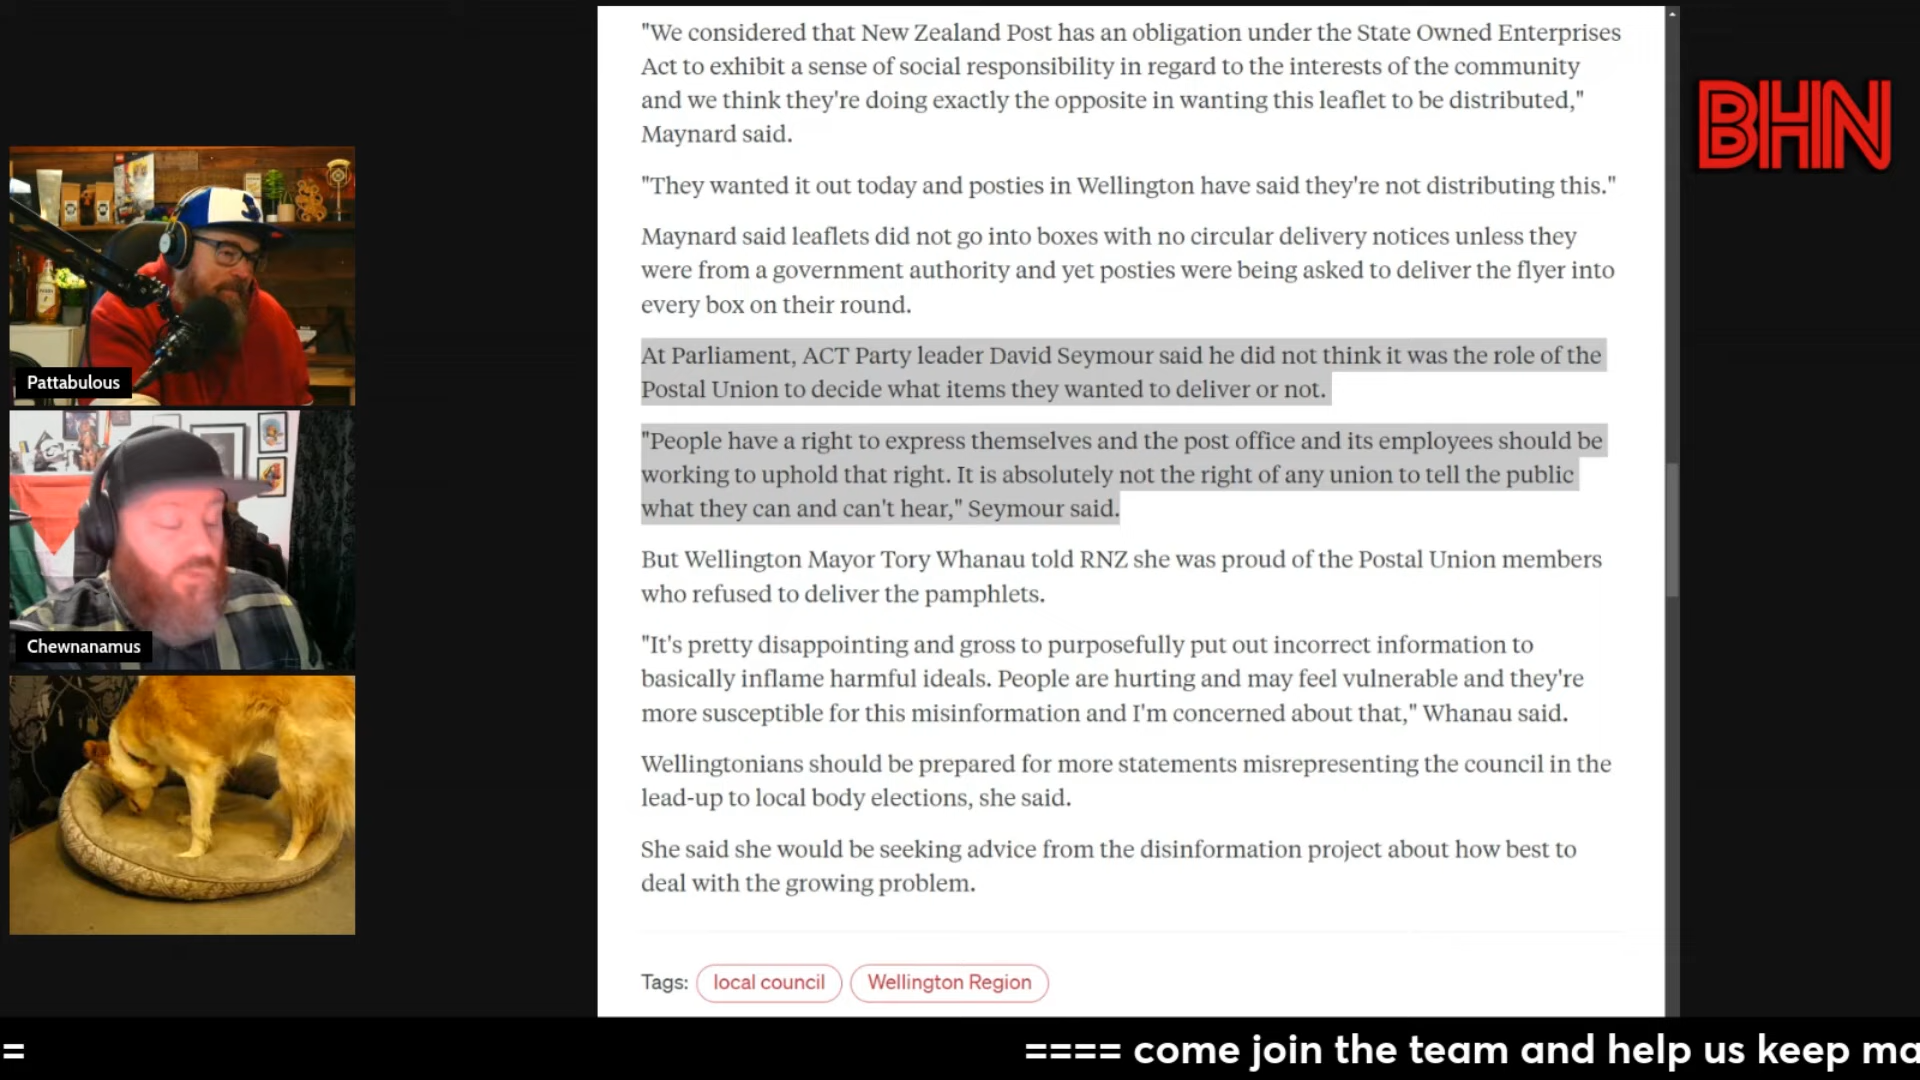 "We considered that New Zealand Post has an obligation under the State Owned Enterprises
Act to exhibit a sense of social responsibility in regard to the interests of the community
and we think they're doing exactly the opposite in wanting this leaflet to be distributed,"
Maynard said.
"They wanted it out today and posties in Wellington have said they're not distributing this."
Maynard said leaflets did not go into boxes with no circular delivery notices unless they
were from a government authority and yet posties were being asked to deliver the flyer into
every box on their round.
At Parliament, ACT Party leader David Seymour said he did not think it was the role of the
Postal Union to decide what items they wanted to deliver or not.
"People have a right to express themselves and the post office and its employees should be
working to uphold that right. It is absolutely not the right of any union to tell the public
what they can and can't hear," Seymour said.
But Wellington Mayor Tory Whanau told RNZ she was proud of the Postal Union members
who refused to deliver the pamphlets.
"It's pretty disappointing and gross to purposefully put out incorrect information to
basically inflame harmful ideals. People are hurting and may feel vulnerable and they're
more susceptible for this misinformation and I'm concerned about that," Whanau said.
Wellingtonians should be prepared for more statements misrepresenting the council in the
lead-up to local body elections, she said.
She said she would be seeking advice from the disinformation project about how best to
deal with the growing problem.
Tags: local council Wellington Region
BHN
Pattabulous
Chewnanamus
= ==== come join the team and help us keep ma